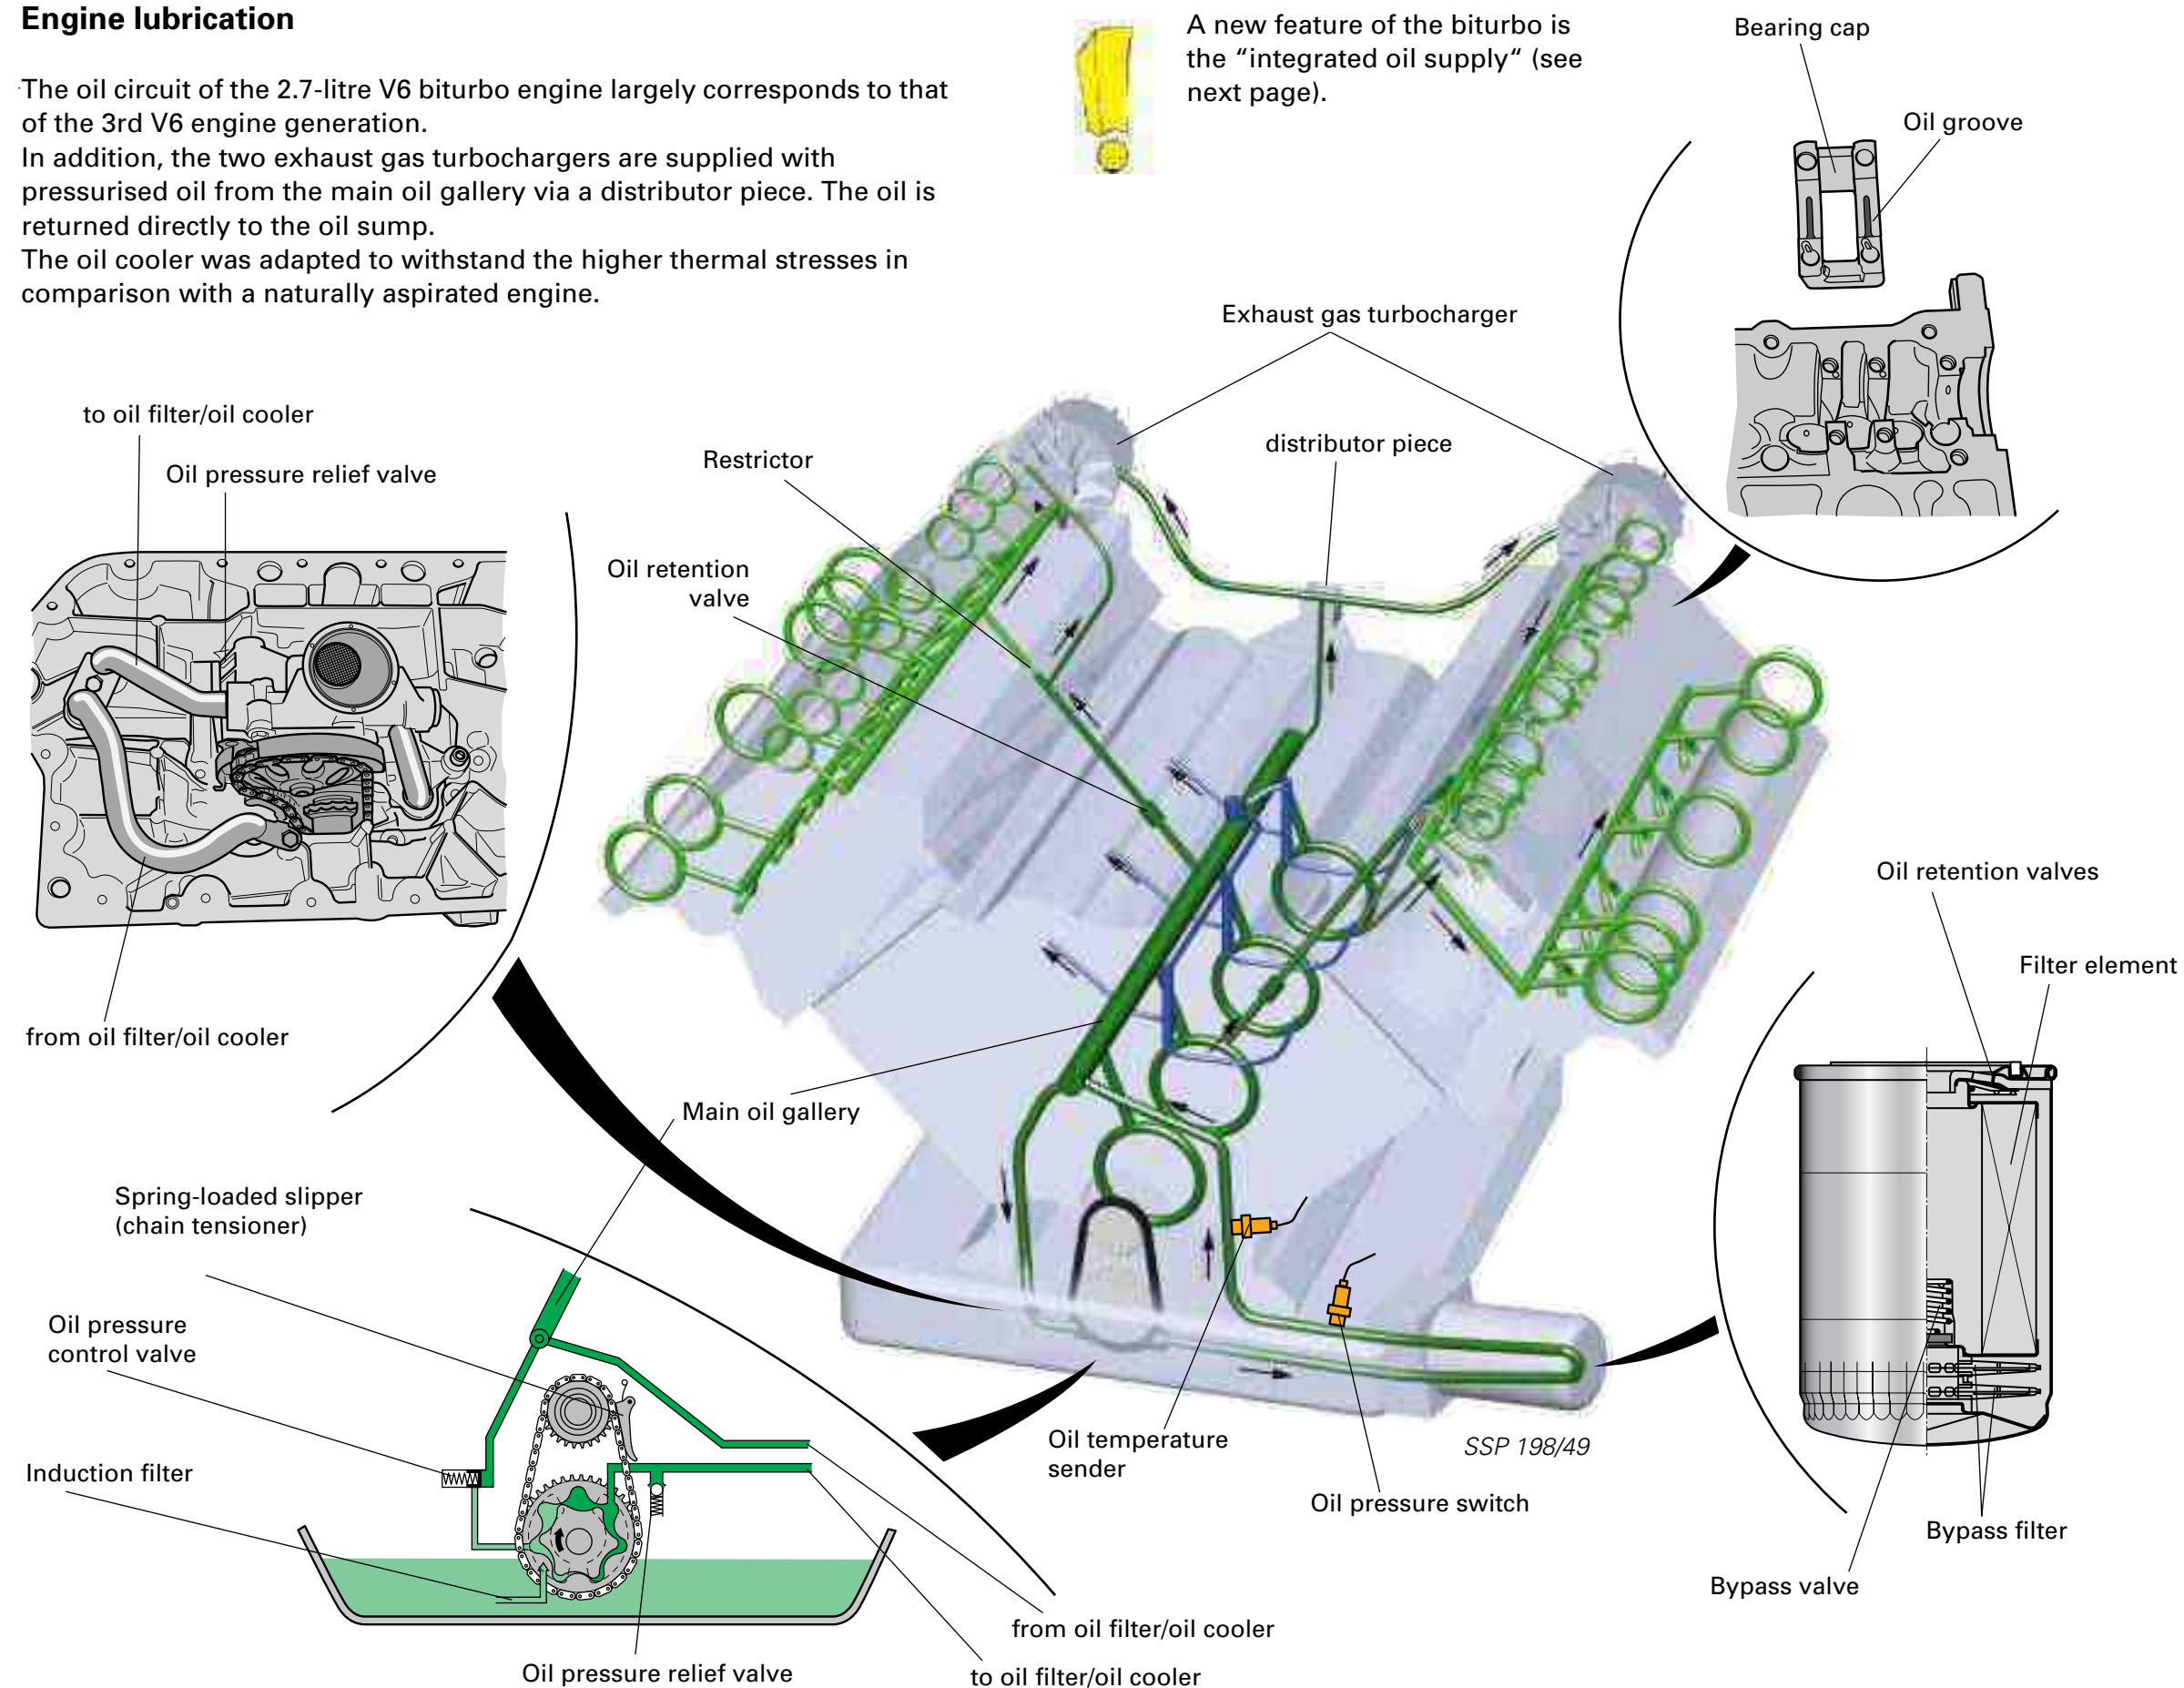 Engine lubrication
The oil circuit of the 2.7-litre V6 biturbo engine largely corresponds to that
of the 3rd V6 engine generation.
In addition, the two exhaust gas turbochargers are supplied with
pressurised oil from the main oil gallery via a distributor piece. The oil is
returned directly to the oil sump.
The oil cooler was adapted to withstand the higher thermal stresses in
comparison with a naturally aspirated engine.
A new feature of the biturbo is
the “integrated oil supply“ (see
next page).
Bearing cap
Oil groove
Exhaust gas turbocharger
distributor piece
to oil filter/oil cooler
Oil pressure relief valve
Restrictor
Oil retention
valve
from oil filter/oil cooler
Main oil gallery
Oil retention valves
Filter element
Spring-loaded slipper
(chain tensioner)
Oil pressure
control valve
Induction filter
Oil temperature
sender
SSP 198/49
Oil pressure switch
Bypass filter
Bypass valve
from oil filter/oil cooler
to oil filter/oil cooler
Oil pressure relief valve